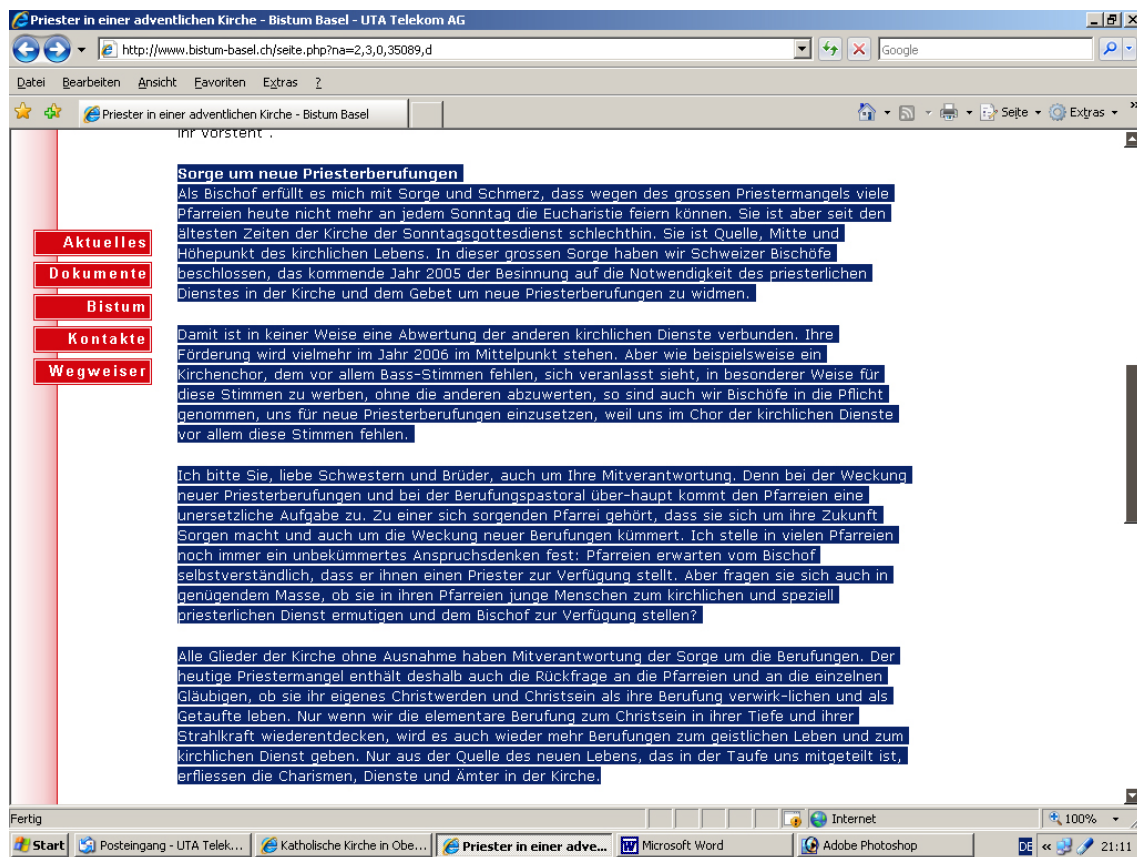 Priester in einer adventlichen Kirche - Bistum Basel - UTA Telekom AG
http://www.bistum-basel.ch/seite.php?na=2,3,0,35089,d
Google
Datei Bearbeiten Ansicht Favoriten Extras ?
Priester in einer adventlichen Kirche - Bistum Basel
Seite Extras »
ihr vorsteht".
Sorge um neue Priesterberufungen
Als Bischof erfüllt es mich mit Sorge und Schmerz, dass wegen des grossen Priestermangels viele
Pfarreien heute nicht mehr an jedem Sonntag die Eucharistie feiern können. Sie ist aber seit den
ältesten Zeiten der Kirche der Sonntagsgottesdienst schlechthin. Sie ist Quelle, Mitte und
Höhepunkt des kirchlichen Lebens. In dieser grossen Sorge haben wir Schweizer Bischöfe
beschlossen, das kommende Jahr 2005 der Besinnung auf die Notwendigkeit des priesterlichen
Dienstes in der Kirche und dem Gebet um neue Priesterberufungen zu widmen.
Damit ist in keiner Weise eine Abwertung der anderen kirchlichen Dienste verbunden. Ihre
Förderung wird vielmehr im Jahr 2006 im Mittelpunkt stehen. Aber wie beispielsweise ein
Kirchenchor, dem vor allem Bass-Stimmen fehlen, sich veranlasst sieht, in besonderer Weise für
diese Stimmen zu werben, ohne die anderen abzuwerten, so sind auch wir Bischöfe in die Pflicht
genommen, uns für neue Priesterberufungen einzusetzen, weil uns im Chor der kirchlichen Dienste
vor allem diese Stimmen fehlen.
Ich bitte Sie, liebe Schwestern und Brüder, auch um Ihre Mitverantwortung. Denn bei der Weckung
neuer Priesterberufungen und bei der Berufungspastoral über-haupt kommt den Pfarreien eine
unersetzliche Aufgabe zu. Zu einer sich sorgenden Pfarrei gehört, dass sie sich um ihre Zukunft
Sorgen macht und auch um die Weckung neuer Berufungen kümmert. Ich stelle in vielen Pfarreien
noch immer ein unbekümmertes Anspruchsdenken fest: Pfarreien erwarten vom Bischof
selbstverständlich, dass er ihnen einen Priester zur Verfügung stellt. Aber fragen sie sich auch in
genügendem Masse, ob sie in ihren Pfarreien junge Menschen zum kirchlichen und speziell
priesterlichen Dienst ermutigen und dem Bischof zur Verfügung stellen?
Alle Glieder der Kirche ohne Ausnahme haben Mitverantwortung der Sorge um die Berufungen. Der
heutige Priestermangel enthält deshalb auch die Rückfrage an die Pfarreien und an die einzelnen
Gläubigen, ob sie ihr eigenes Christwerden und Christsein als ihre Berufung verwirk-lichen und als
Getaufte leben. Nur wenn wir die elementare Berufung zum Christsein in ihrer Tiefe und ihrer
Strahlkraft wiederentdecken, wird es auch wieder mehr Berufungen zum geistlichen Leben und zum
kirchlichen Dienst geben. Nur aus der Quelle des neuen Lebens, das in der Taufe uns mitgeteilt ist,
erfliessen die Charismen, Dienste und Ämter in der Kirche.
Aktuelles
Dokumente
Bistum
Kontakte
Wegweiser
Fertig Internet 100%
Start Posteingang - UTA Telek... Katholische Kirche in Obe... Priester in einer adve... Microsoft Word Adobe Photoshop DE « 21:11